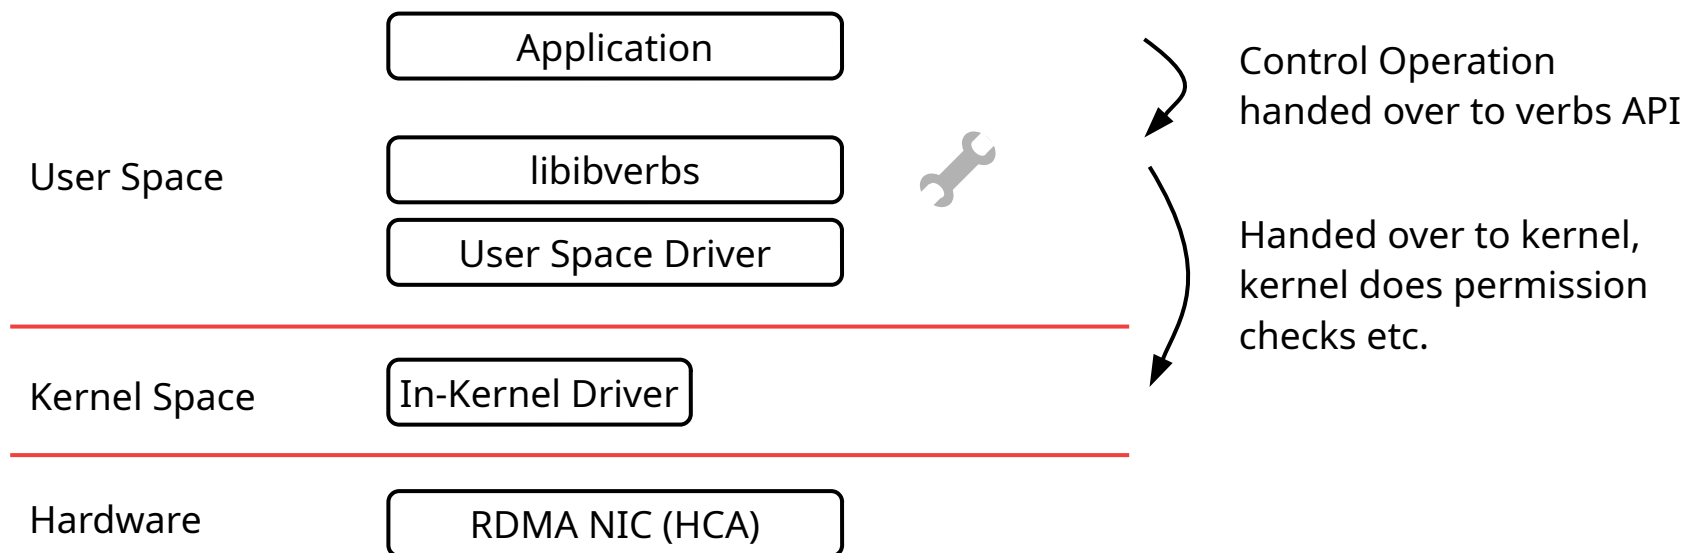 Application
Control Operation
handed over to verbs API
User Space
libibverbs
User Space Driver
Handed over to kernel,
kernel does permission
checks etc.
Kernel Space
In-Kernel Driver
Hardware
RDMA NIC (HCA)